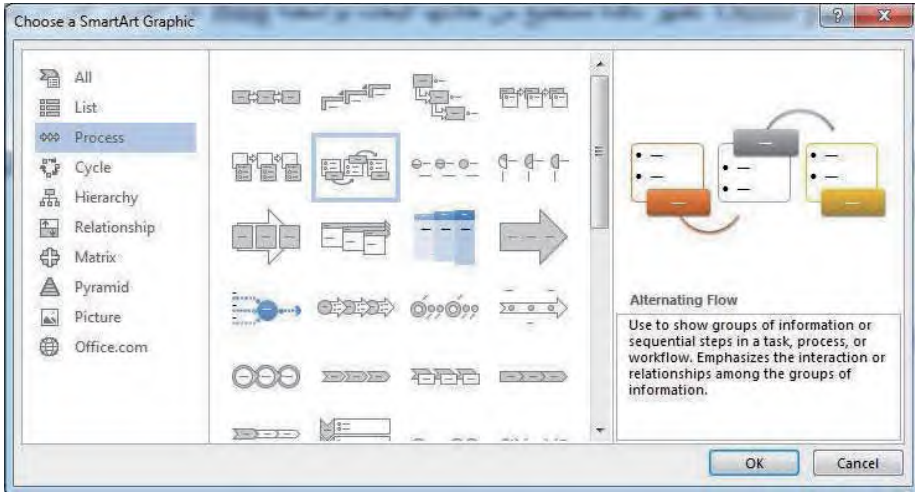 Choose a SmartArt Graphic
All
List
Process
Cycle
Hierarchy
Relationship
Matrix
Pyramid
Picture
Office.com
Alternating Flow
Use to show groups of information or
sequential steps in a task, process, or
workflow. Emphasizes the interaction or
relationships among the groups of
information.
OK
Cancel